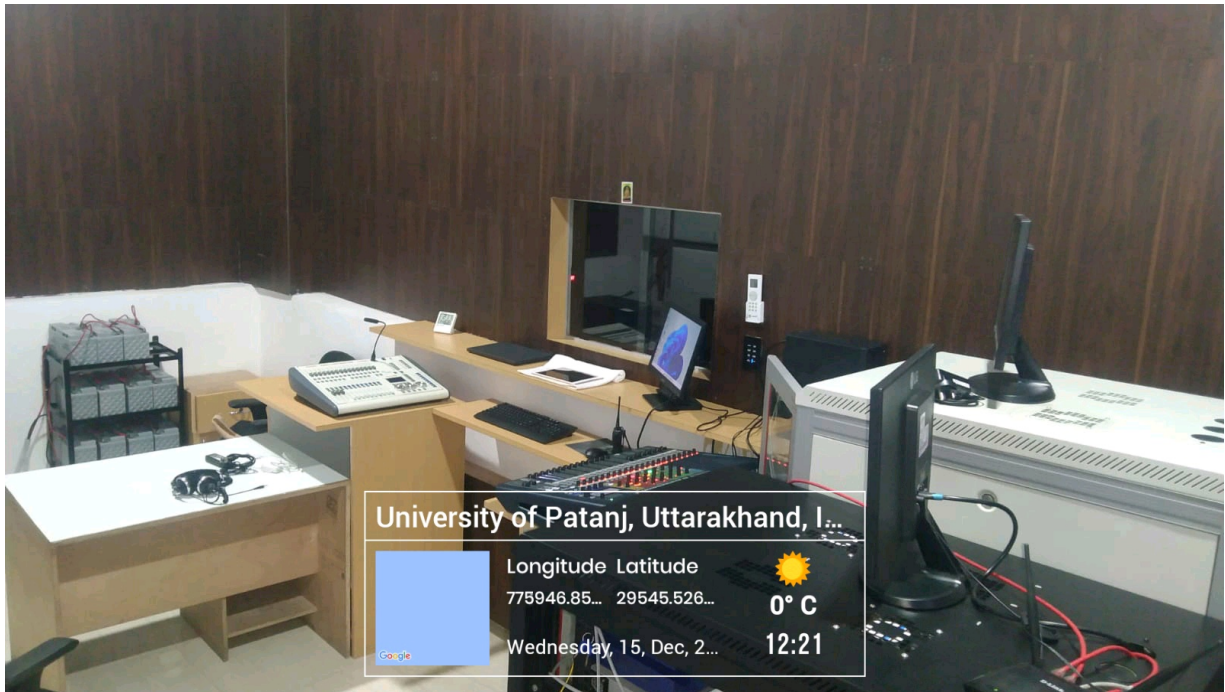 University of Patanj, Uttarakhand, I...
Longitude Latitude
775946.85... 29545.526...
0° C
Google
Wednesday, 15, Dec, 2...
12:21